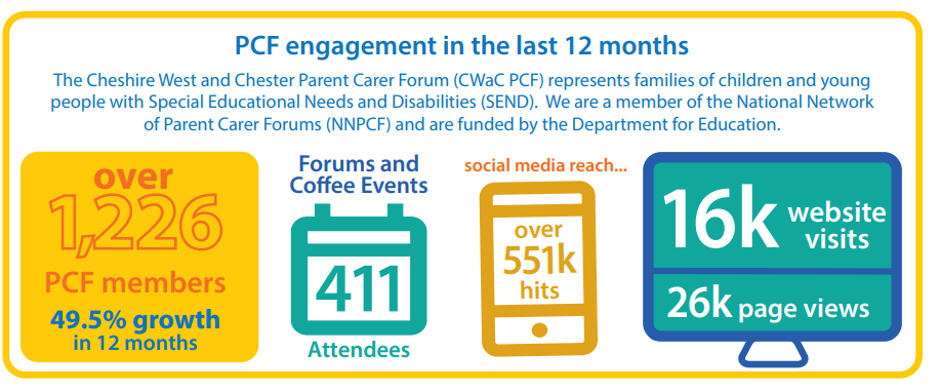 PCF engagement in the last 12 months
The Cheshire West and Chester Parent Carer Forum (CWaC PCF) represents families of children and young
people with Special Educational Needs and Disabilities (SEND).  We are a member of the National Network
of Parent Carer Forums (NNPCF) and are funded by the Department for Education.
over
1,226
PCF members
49.5% growth
in 12 months
Forums and
Coffee Events
411
Attendees
social media reach...
over
551k
hits
16k website
visits
26k page views